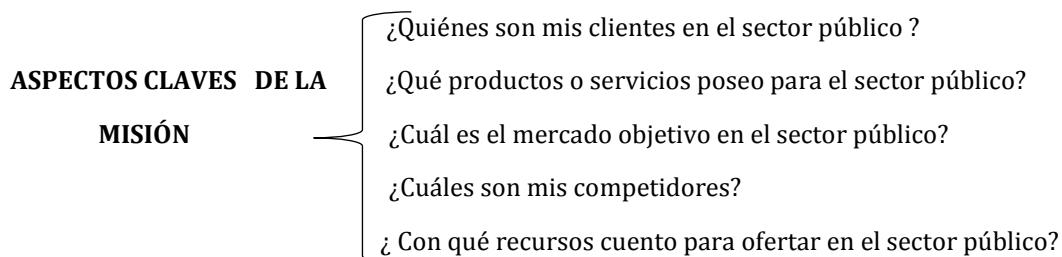 ASPECTOS CLAVES DE LA
MISIÓN
¿Quiénes son mis clientes en el sector público ?
¿Qué productos o servicios poseo para el sector público?
¿Cuál es el mercado objetivo en el sector público?
¿Cuáles son mis competidores?
¿ Con qué recursos cuento para ofertar en el sector público?